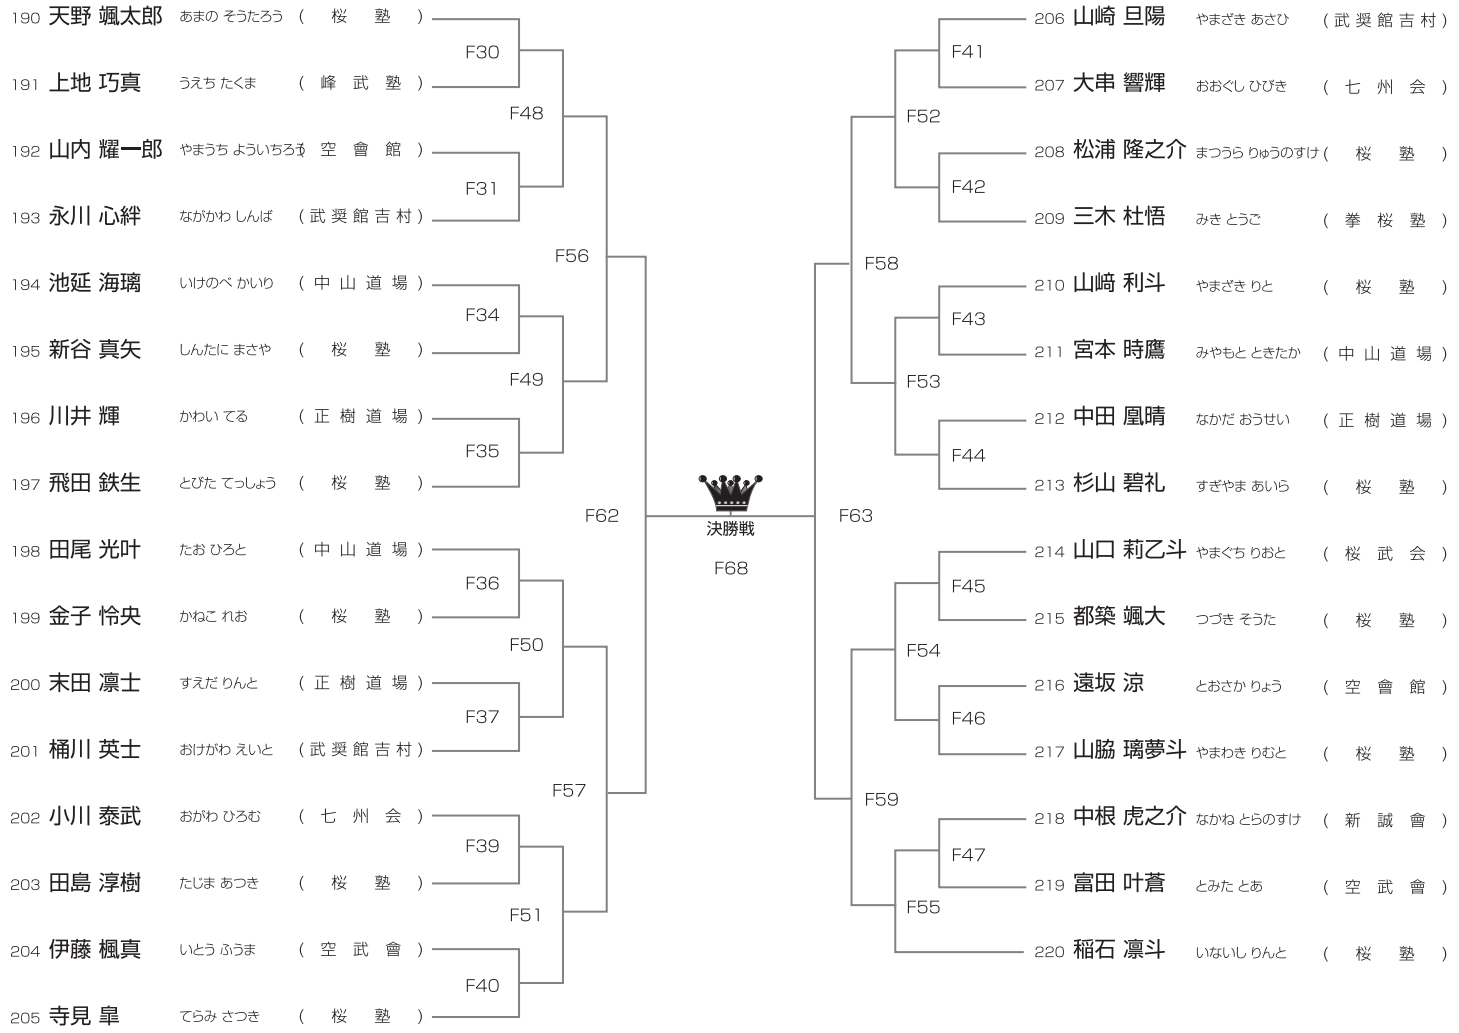 190 天野 颯太郎 あまの そうたろう ( 桜 塾 )
F30
191 上地 巧真 うえち たくま ( 峰 武 塾 )
F48
192 山内 耀一郎 やまうち よういちろう ( 空 會 館 )
F31
193 永川 心絆 ながかわ しんば ( 武 奨 館 吉 村 )
F56
194 池延 海璃 いけのべ かいり ( 中 山 道 場 )
F34
195 新谷 真矢 しんたに まさや ( 桜 塾 )
F49
196 川井 輝 かわい てる ( 正 樹 道 場 )
F35
197 飛田 鉄生 とびた てっしょう ( 桜 塾 )
F62
198 田尾 光叶 たお ひろと ( 中 山 道 場 )
F36
199 金子 怜央 かねこ れお ( 桜 塾 )
F50
200 末田 凛士 すえだ りんと ( 正 樹 道 場 )
F37
201 桶川 英士 おけがわ えいと ( 武 奨 館 吉 村 )
F57
202 小川 泰武 おがわ ひろむ ( 七 州 会 )
F39
203 田島 淳樹 たじま あつき ( 桜 塾 )
F51
204 伊藤 楓真 いとう ふうま ( 空 武 會 )
F40
205 寺見 皐 てらみ さつき ( 桜 塾 )
決勝戦
F68
206 山崎 旦陽 やまざき あさひ ( 武 奨 館 吉 村 )
F41
207 大串 響輝 おおぐし ひびき ( 七 州 会 )
F52
208 松浦 隆之介 まつうら りゅうのすけ ( 桜 塾 )
F42
209 三木 杜悟 みき とうご ( 拳 桜 塾 )
F58
210 山﨑 利斗 やまざき りと ( 桜 塾 )
F43
211 宮本 時鷹 みやもと ときたか ( 中 山 道 場 )
F53
212 中田 凰晴 なかだ おうせい ( 正 樹 道 場 )
F44
213 杉山 碧礼 すぎやま あいら ( 桜 塾 )
F63
214 山口 莉乙斗 やまぐち りおと ( 桜 武 会 )
F45
215 都築 颯大 つづき そうた ( 桜 塾 )
F54
216 遠坂 涼 とおさか りょう ( 空 會 館 )
F46
217 山脇 璃夢斗 やまわき りむと ( 桜 塾 )
F59
218 中根 虎之介 なかね とらのすけ ( 新 誠 會 )
F47
219 富田 叶蒼 とみた とあ ( 空 武 會 )
F55
220 稲石 凛斗 いないし りんと ( 桜 塾 )